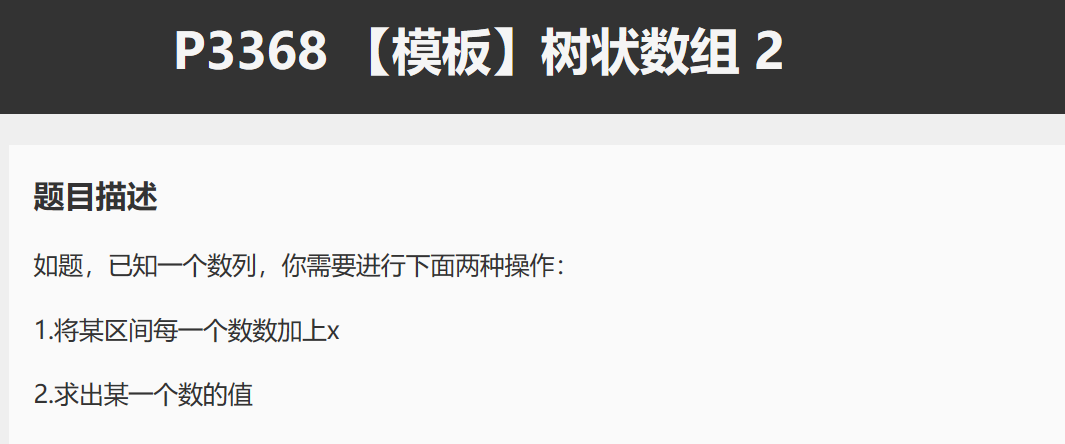 P3368 【模板】树状数组 2
题目描述
如题，已知一个数列，你需要进行下面两种操作：
1.将某区间每一个数数加上x
2.求出某一个数的值